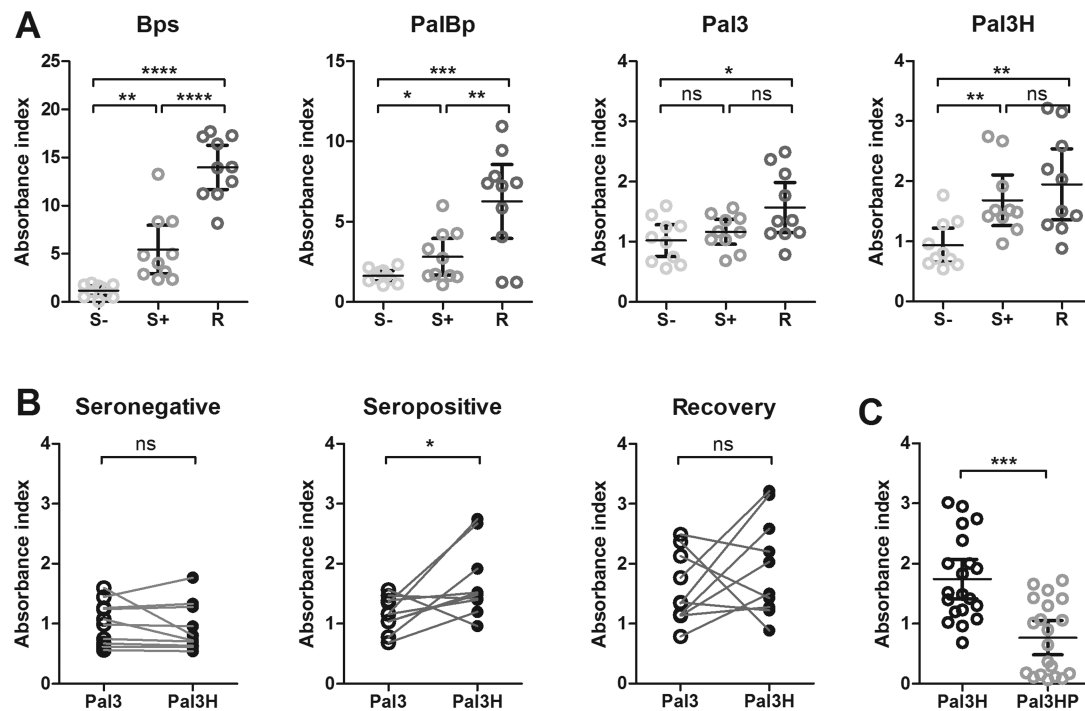 A
Bps
PalBp
Pal3
Pal3H
Absorbance index
25
20
15
10
5
0
****
** ****
S- S+ R
Absorbance index
15
10
5
0
***
* **
S- S+ R
Absorbance index
4
3
2
1
0
*
ns ns
S- S+ R
Absorbance index
4
3
2
1
0
**
** ns
S- S+ R
B
Seronegative
Seropositive
Recovery
Absorbance index
4
3
2
1
0
ns
Pal3 Pal3H
Absorbance index
4
3
2
1
0
*
Pal3 Pal3H
Absorbance index
4
3
2
1
0
ns
Pal3 Pal3H
C
Absorbance index
4
3
2
1
0
***
Pal3H Pal3HP